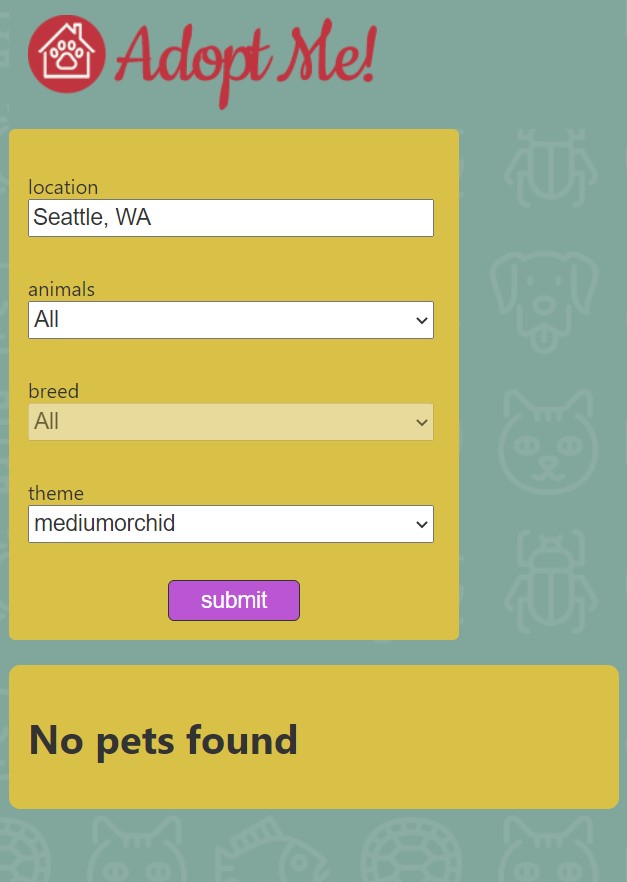 Adopt Me!
location
Seattle, WA
animals
All
breed
All
theme
mediumorchid
submit
No pets found